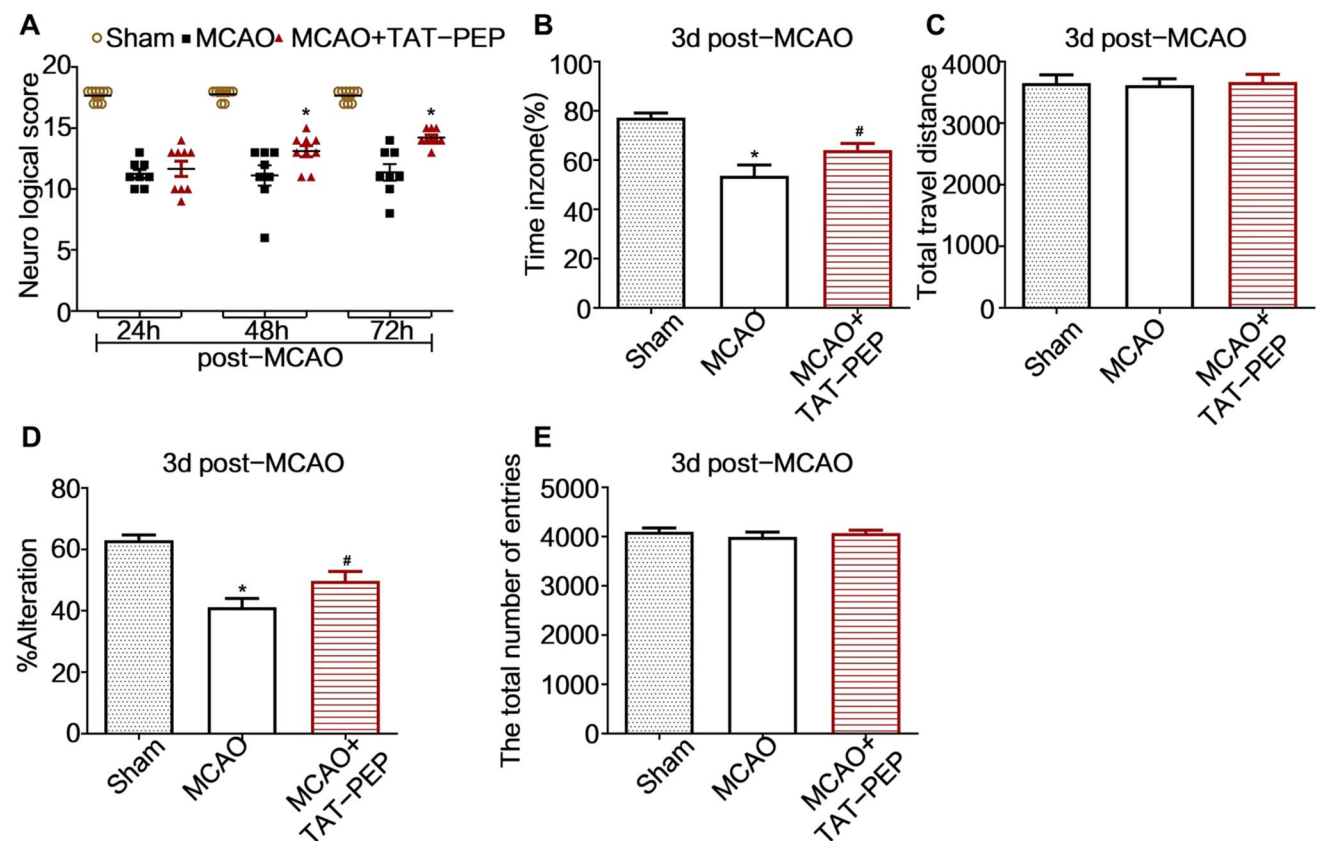 A
Sham MCAO MCAO+TAT−PEP
Neuro logical score
20
15
10
5
0
* *
24h 48h 72h
post−MCAO
B
3d post−MCAO
Time inzone(%)
100
80
60
40
20
0
* #
Sham
MCAO
MCAO+
TAT−PEP
C
3d post−MCAO
Total travel distance
4000
3000
2000
1000
0
Sham
MCAO
MCAO+
TAT−PEP
D
3d post−MCAO
%Alteration
80
60
40
20
0
* #
Sham
MCAO
MCAO+
TAT−PEP
E
3d post−MCAO
The total number of entries
5000
4000
3000
2000
1000
0
Sham
MCAO
MCAO+
TAT−PEP